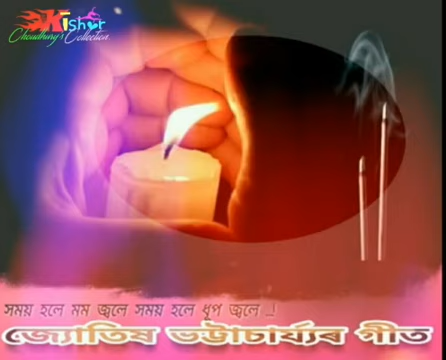 Kishor
Choudhury's Collection
সময় হলে মম জ্বলে সময় হলে ধূপ জ্বলে ..!
জ্যোতিষ ভট্টাচাৰ্য্যৰ গীত